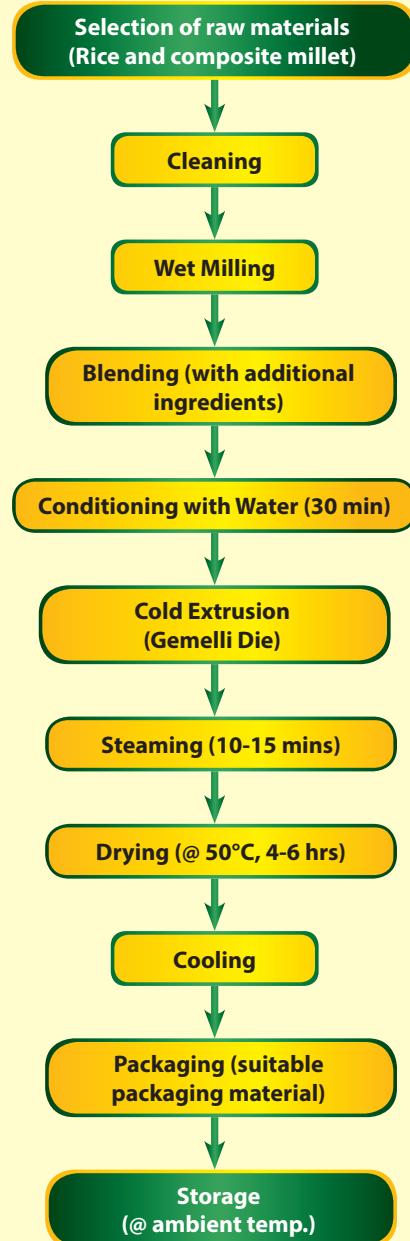 Selection of raw materials
(Rice and composite millet)
Cleaning
Wet Milling
Blending (with additional
ingredients)
Conditioning with Water (30 min)
Cold Extrusion
(Gemelli Die)
Steaming (10-15 mins)
Drying (@ 50°C, 4-6 hrs)
Cooling
Packaging (suitable
packaging material)
Storage
(@ ambient temp.)